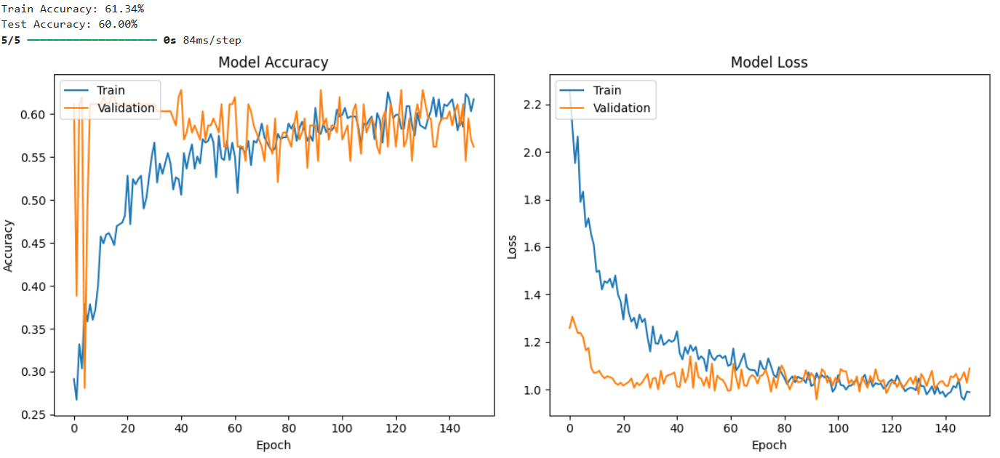 Train Accuracy: 61.34%
Test Accuracy: 60.00%
5/5 ━━━━━━━━━━━━━━━━━━━━ 0s 84ms/step
Model Accuracy
Train
Validation
0.60
0.55
0.50
0.45
0.40
0.35
0.30
0.25
Accuracy
0 20 40 60 80 100 120 140
Epoch
Model Loss
Train
Validation
2.2
2.0
1.8
1.6
1.4
1.2
1.0
Loss
0 20 40 60 80 100 120 140
Epoch